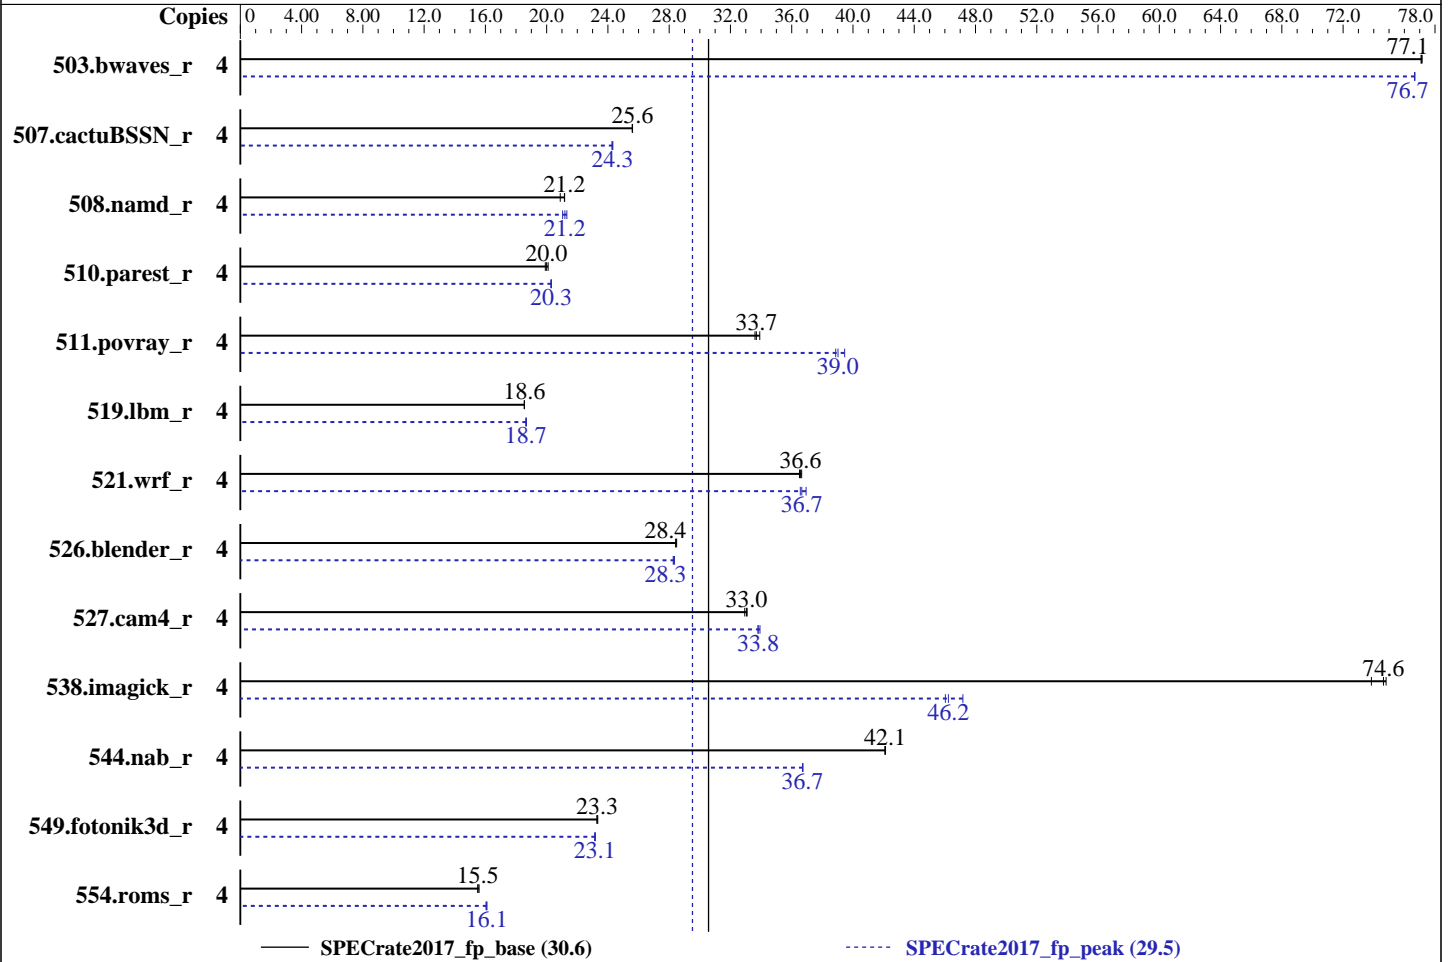 Copies 0 4.00 8.00 12.0 16.0 20.0 24.0 28.0 32.0 36.0 40.0 44.0 48.0 52.0 56.0 60.0 64.0 68.0 72.0 78.0
77.1
503.bwaves_r 4
76.7
25.6
507.cactuBSSN_r 4
24.3
21.2
508.namd_r 4
21.2
20.0
510.parest_r 4
20.3
33.7
511.povray_r 4
39.0
18.6
519.lbm_r 4
18.7
36.6
521.wrf_r 4
36.7
28.4
526.blender_r 4
28.3
33.0
527.cam4_r 4
33.8
74.6
538.imagick_r 4
46.2
42.1
544.nab_r 4
36.7
23.3
549.fotonik3d_r 4
23.1
15.5
554.roms_r 4
16.1
SPECrate2017_fp_base (30.6) SPECrate2017_fp_peak (29.5)